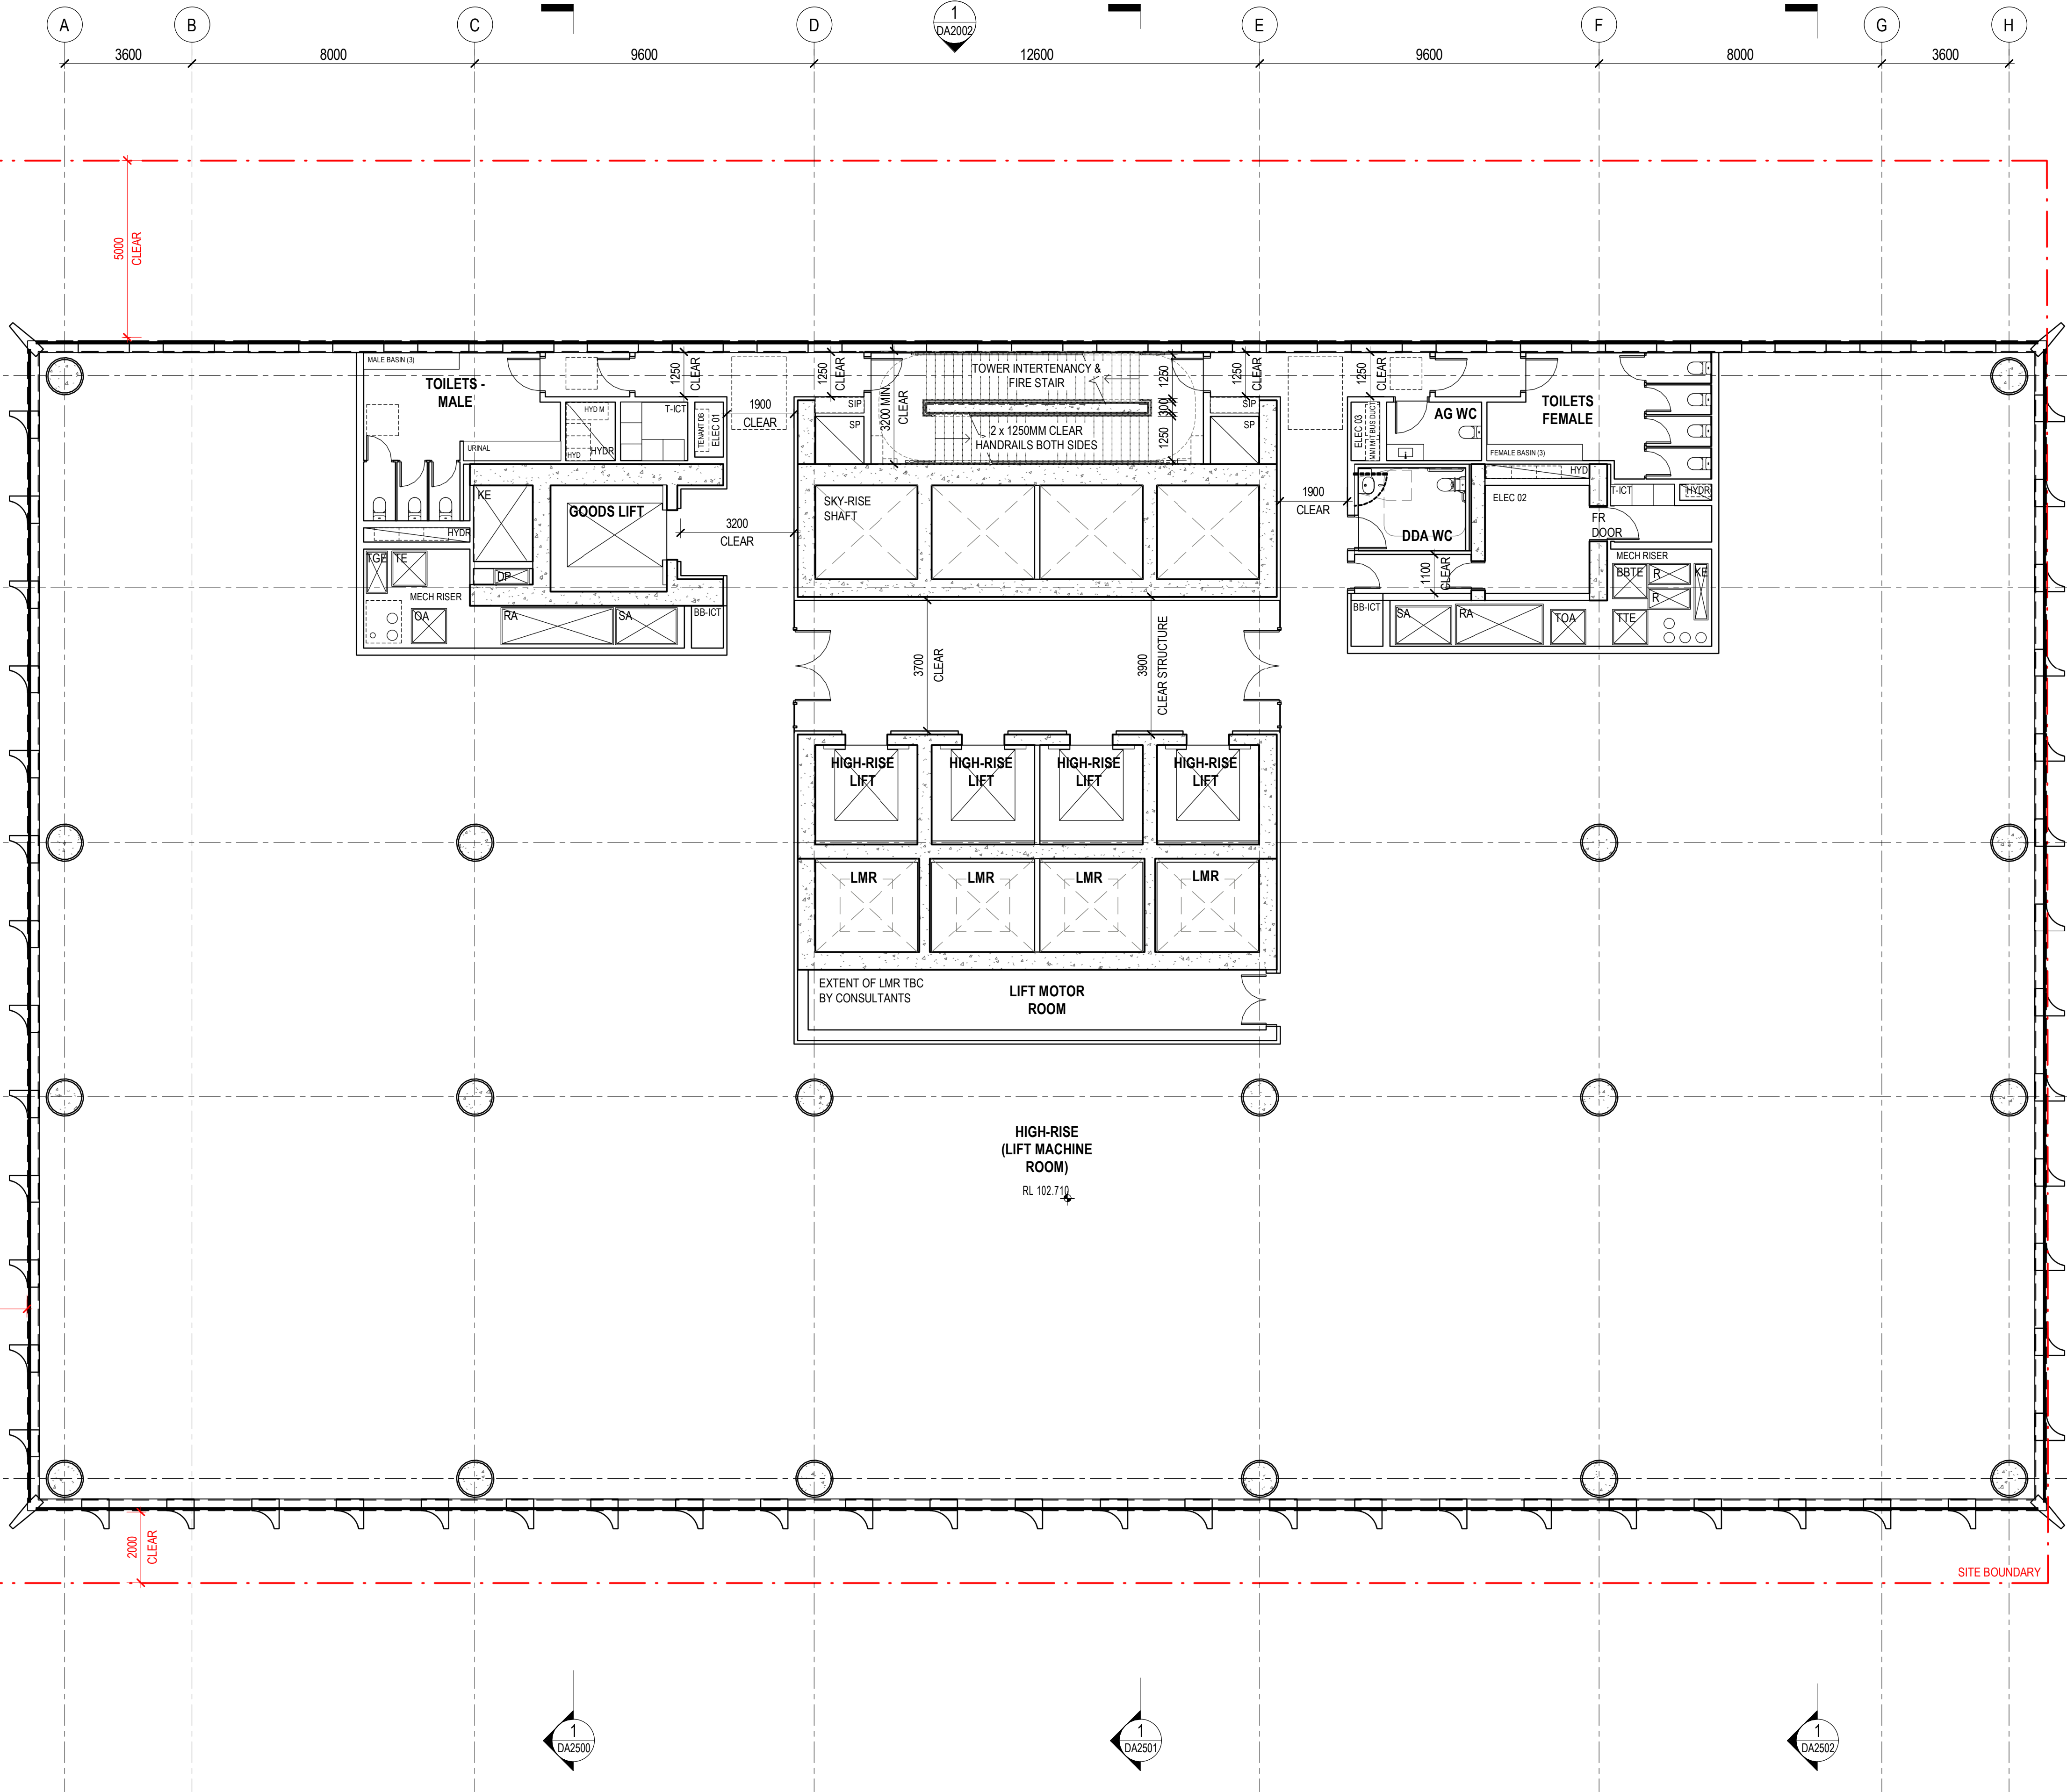 A
B
C
D
1
DA2002
E
F
G
H
3600
8000
9600
12600
9600
8000
3600
5000
CLEAR
MALE BASIN (3)
TOILETS -
MALE
URINAL
HYD M
HYD
HYDR
T-ICT
TENANT DB
ELEC 01
1250
CLEAR
1900
CLEAR
1250
CLEAR
SIP
SP
3200 MIN
CLEAR
TOWER INTERTENANCY &
FIRE STAIR
2 x 1250MM CLEAR
HANDRAILS BOTH SIDES
1250
300
1250
1250
CLEAR
SIP
SP
1250
CLEAR
ELEC 03
AG WC
TOILETS
FEMALE
FEMALE BASIN (3)
HYD
T-ICT
HYDR
KE
GOODS LIFT
3200
CLEAR
SKY-RISE
SHAFT
1900
CLEAR
DDA WC
ELEC 02
FR
DOOR
HYDR
TGE
TE
DP
MECH RISER
OA
RA
SA
BB-ICT
1100
CLEAR
MECH RISER
BBTE
R
KE
R
BB-ICT
SA
RA
TOA
TTE
3700
CLEAR
3900
CLEAR STRUCTURE
HIGH-RISE
LIFT
HIGH-RISE
LIFT
HIGH-RISE
LIFT
HIGH-RISE
LIFT
LMR
LMR
LMR
LMR
EXTENT OF LMR TBC
BY CONSULTANTS
LIFT MOTOR
ROOM
HIGH-RISE
(LIFT MACHINE
ROOM)
RL 102.710
2000
CLEAR
SITE BOUNDARY
1
DA2500
1
DA2501
1
DA2502